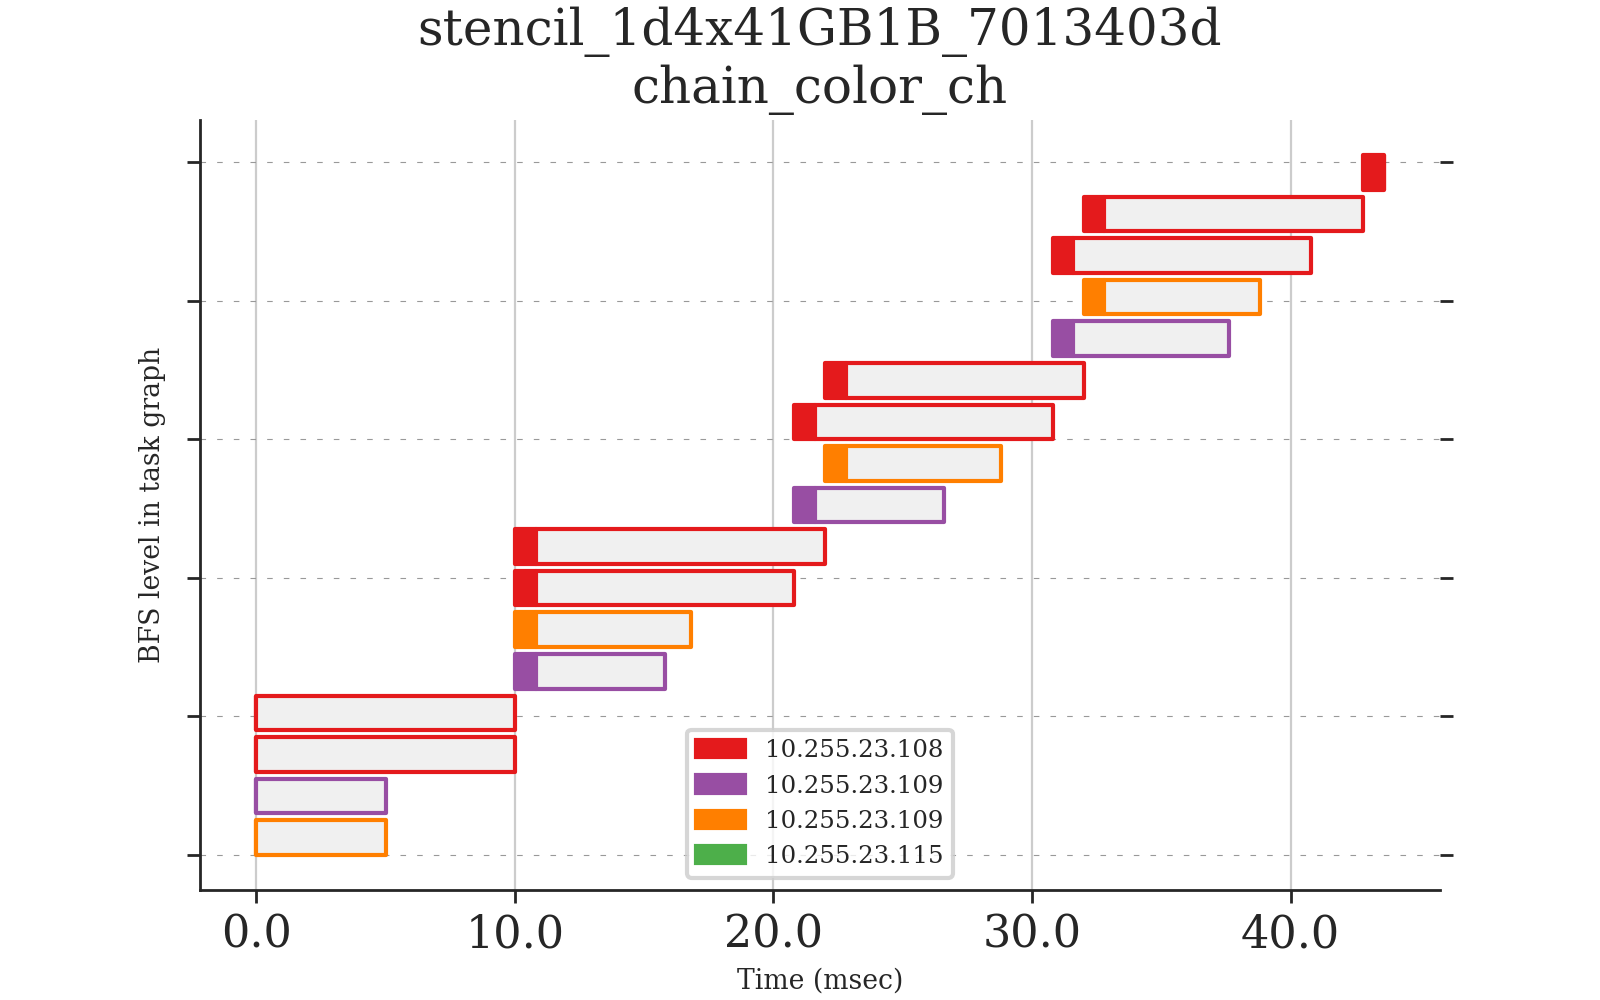 stencil_1d4x41GB1B_7013403d
chain_color_ch
BFS level in task graph
10.255.23.108
10.255.23.109
10.255.23.109
10.255.23.115
0.0 10.0 20.0 30.0 40.0
Time (msec)